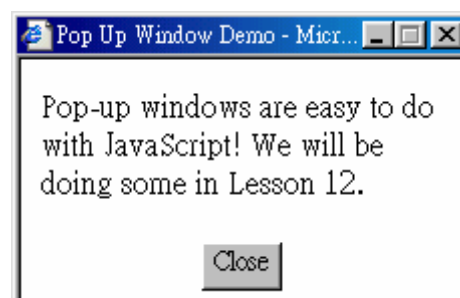 Pop Up Window Demo - Micr...
Pop-up windows are easy to do
with JavaScript! We will be
doing some in Lesson 12.
Close